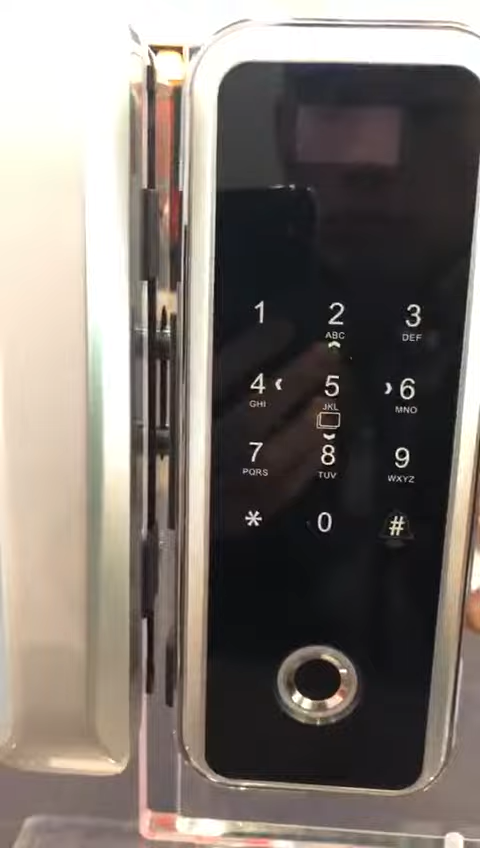 1 2 3
ABC DEF
4 5 6
GHI JKL MNO
7 8 9
PQRS TUV WXYZ
* 0 #